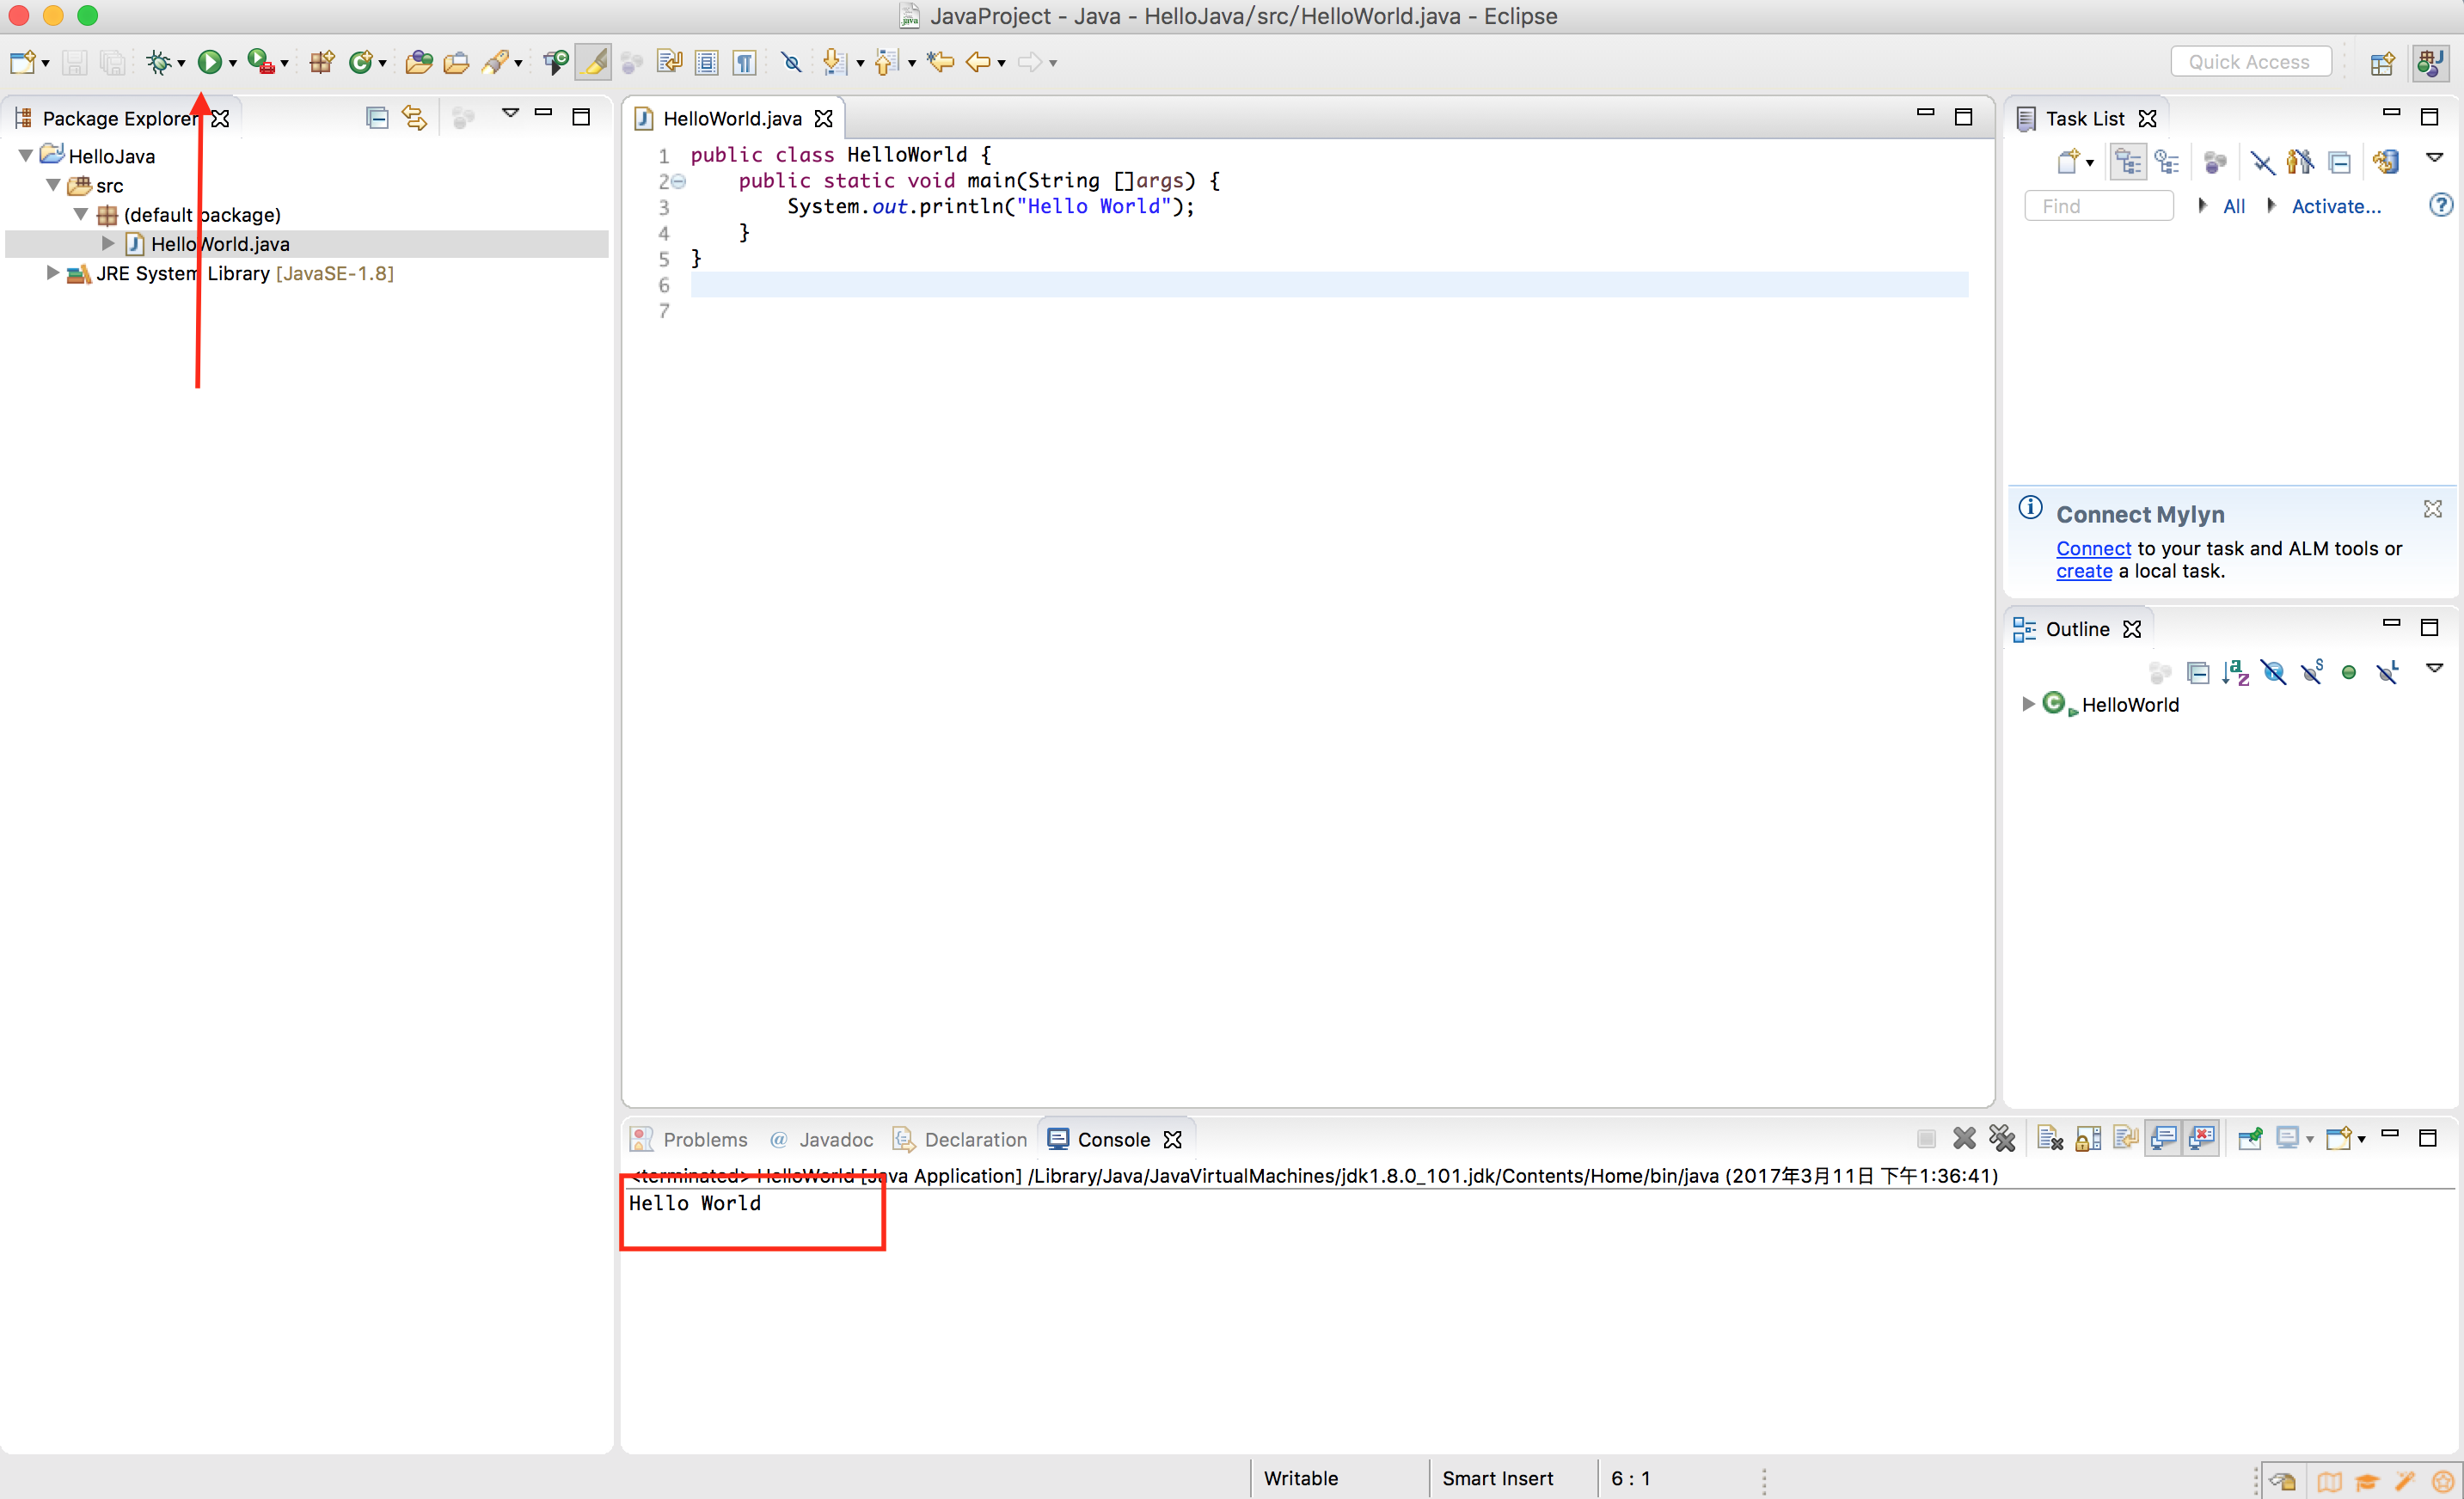 JavaProject - Java - HelloJava/src/HelloWorld.java - Eclipse
Quick Access
Package Explorer
HelloJava
src
(default package)
HelloWorld.java
JRE System Library [JavaSE-1.8]
HelloWorld.java
1 public class HelloWorld {
2 public static void main(String []args) {
3 System.out.println("Hello World");
4 }
5 }
6
7
Task List
Find
All
Activate...
Connect Mylyn
Connect to your task and ALM tools or
create a local task.
Outline
HelloWorld
Problems @ Javadoc Declaration Console
<terminated> HelloWorld [Java Application] /Library/Java/JavaVirtualMachines/jdk1.8.0_101.jdk/Contents/Home/bin/java (2017年3月11日 下午1:36:41)
Hello World
Writable
Smart Insert
6 : 1